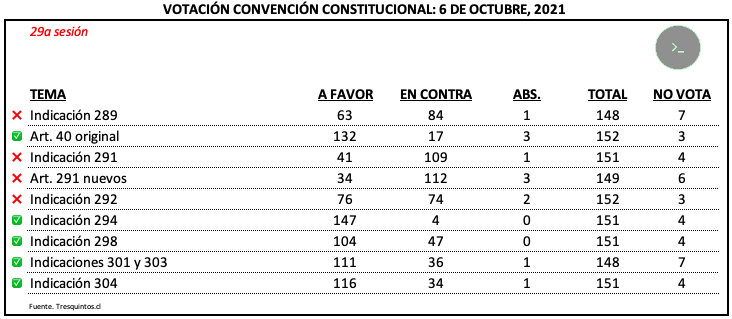 VOTACIÓN CONVENCIÓN CONSTITUCIONAL: 6 DE OCTUBRE, 2021
29a sesión
>_
TEMA A FAVOR EN CONTRA ABS. TOTAL NO VOTA
❌ Indicación 289 63 84 1 148 7
✅ Art. 40 original 132 17 3 152 3
❌ Indicación 291 41 109 1 151 4
❌ Art. 291 nuevos 34 112 3 149 6
❌ Indicación 292 76 74 2 152 3
✅ Indicación 294 147 4 0 151 4
✅ Indicación 298 104 47 0 151 4
✅ Indicaciones 301 y 303 111 36 1 148 7
✅ Indicación 304 116 34 1 151 4
Fuente. Tresquintos.cl